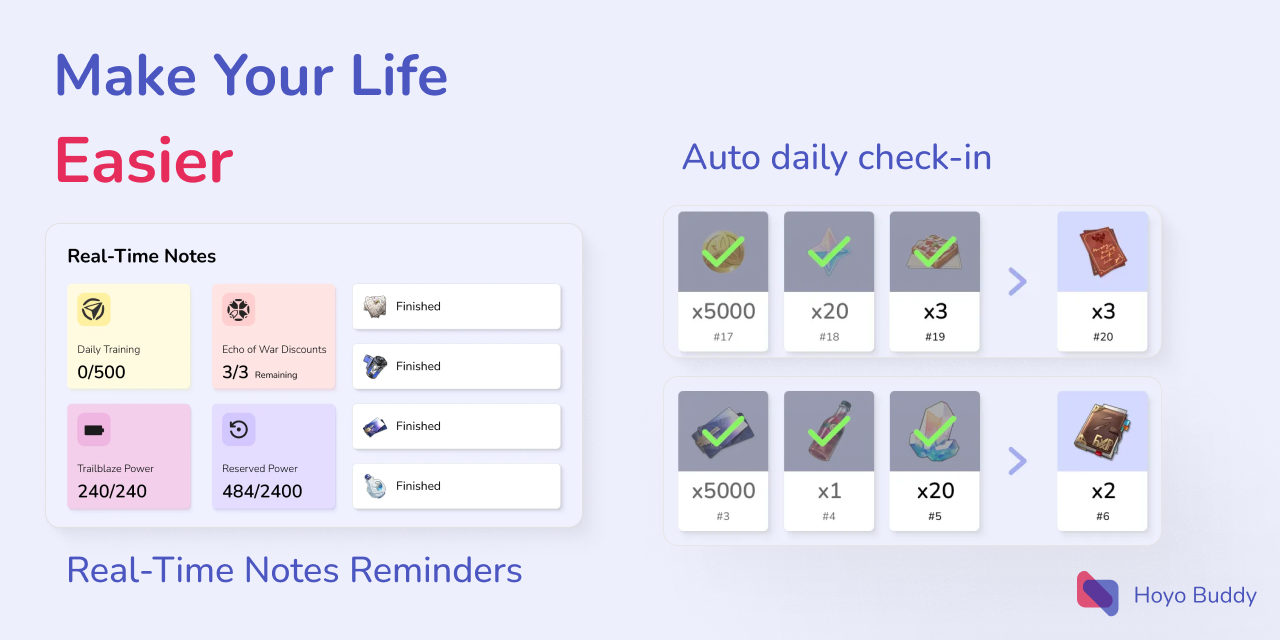 Make Your Life
Easier
Real-Time Notes
Daily Training
0/500
Echo of War Discounts
3/3 Remaining
Finished
Finished
Trailblaze Power
240/240
Reserved Power
484/2400
Finished
Finished
Real-Time Notes Reminders
Auto daily check-in
x5000
#17
x20
#18
x3
#19
x3
#20
x5000
#3
x1
#4
x20
#5
x2
#6
Hoyo Buddy